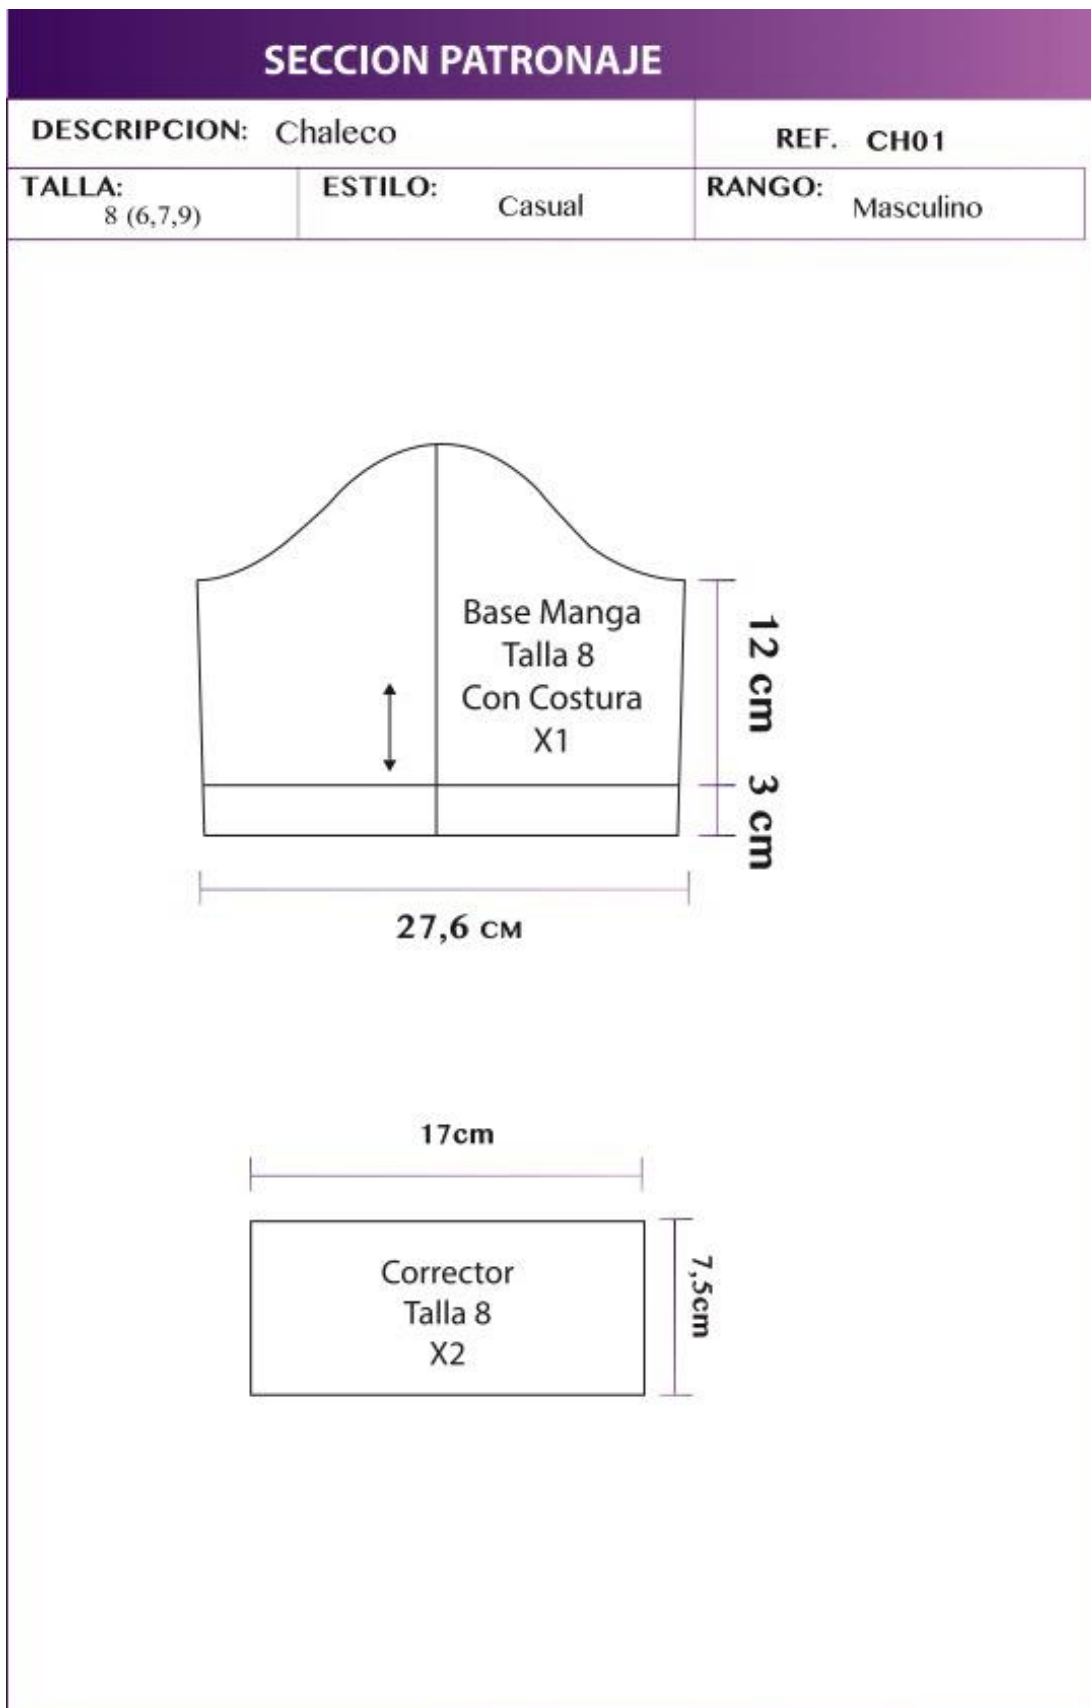 SECCION PATRONAJE
DESCRIPCION: Chaleco
REF. CH01
TALLA:
8 (6,7,9)
ESTILO:
Casual
RANGO:
Masculino
Base Manga
Talla 8
Con Costura
X1
12 cm
3 cm
27,6 CM
17cm
Corrector
Talla 8
X2
7,5cm